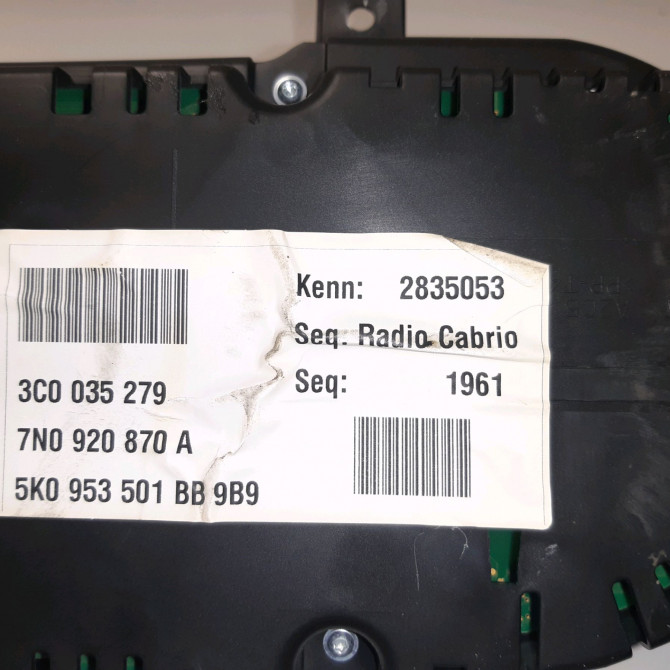 Kenn: 2835053
Seq. Radio Cabrio
Seq: 1961
3C0 035 279
7N0 920 870 A
5K0 953 501 BB 9B9